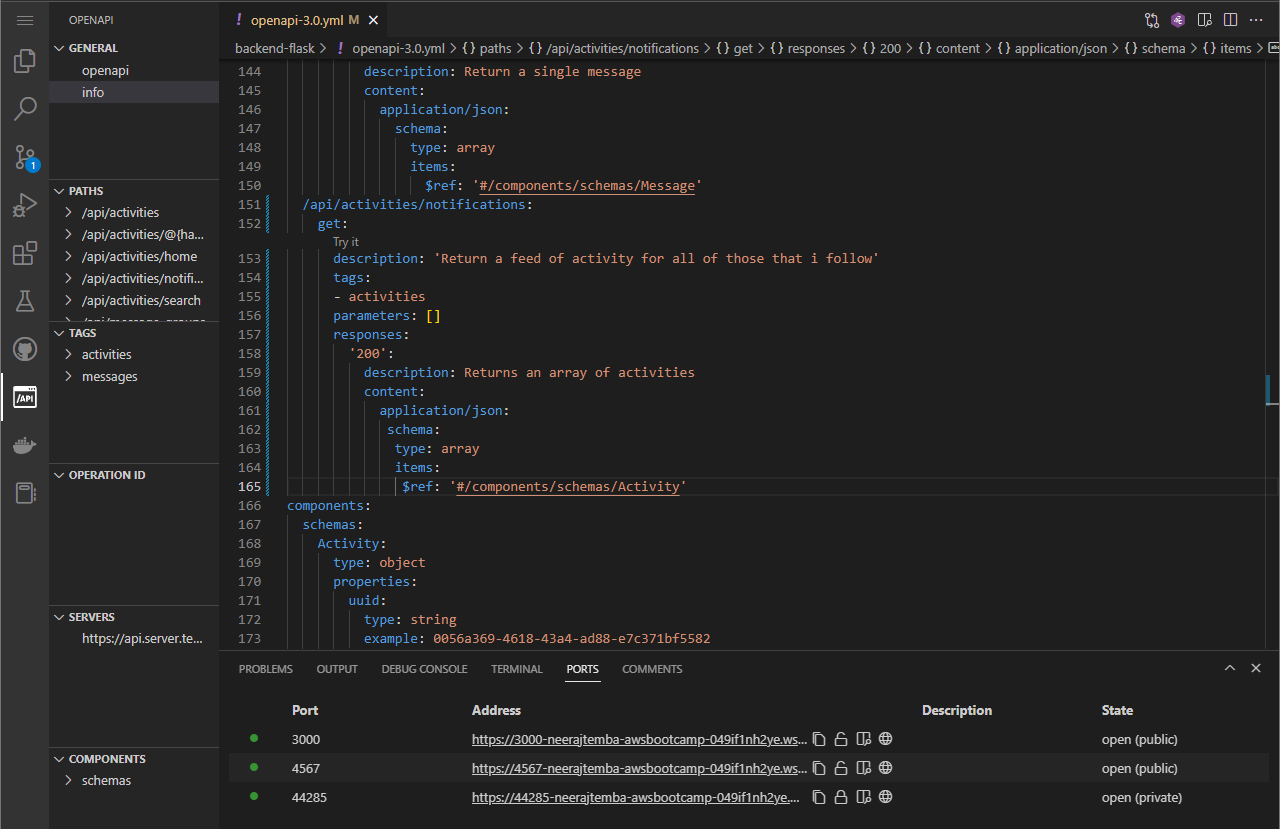 OPENAPI
GENERAL
openapi
info
PATHS
/api/activities
/api/activities/@{ha...
/api/activities/home
/api/activities/notifi...
/api/activities/search
TAGS
activities
messages
OPERATION ID
SERVERS
https://api.server.te...
COMPONENTS
schemas
1
/API
! openapi-3.0.yml M
backend-flask > ! openapi-3.0.yml > {} paths > {} /api/activities/notifications > {} get > {} responses > {} 200 > {} content > {} application/json > {} schema > {} items >
144 description: Return a single message
145 content:
146 application/json:
147 schema:
148 type: array
149 items:
150 $ref: '#/components/schemas/Message'
151 /api/activities/notifications:
152 get:
Try it
153 description: 'Return a feed of activity for all of those that i follow'
154 tags:
155 - activities
156 parameters: []
157 responses:
158 '200':
159 description: Returns an array of activities
160 content:
161 application/json:
162 schema:
163 type: array
164 items:
165 $ref: '#/components/schemas/Activity'
166 components:
167 schemas:
168 Activity:
169 type: object
170 properties:
171 uuid:
172 type: string
173 example: 0056a369-4618-43a4-ad88-e7c371bf5582
PROBLEMS OUTPUT DEBUG CONSOLE TERMINAL PORTS COMMENTS
Port Address Description State
3000 https://3000-neerajtemba-awsbootcamp-049if1nh2ye.ws... open (public)
4567 https://4567-neerajtemba-awsbootcamp-049if1nh2ye.ws... open (public)
44285 https://44285-neerajtemba-awsbootcamp-049if1nh2ye.... open (private)